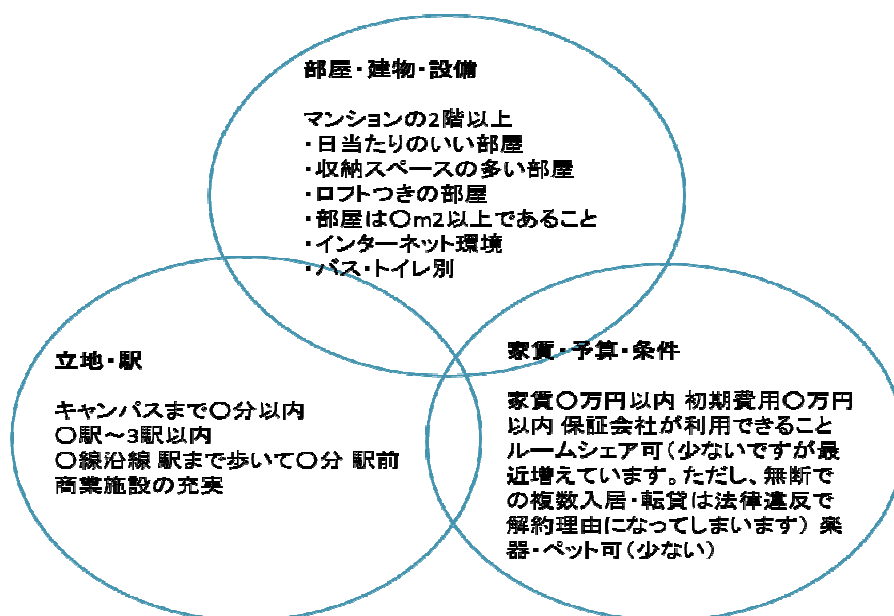 部屋・建物・設備
マンションの2階以上
・日当たりのいい部屋
・収納スペースの多い部屋
・ロフトつきの部屋
・部屋は〇m2以上であること
・インターネット環境
・バス・トイレ別
立地・駅
キャンパスまで〇分以内
〇駅～3駅以内
〇線沿線 駅まで歩いて〇分 駅前
商業施設の充実
家賃・予算・条件
家賃〇万円以内 初期費用〇万円
以内 保証会社が利用できること
ルームシェア可(少ないですが最
近増えています。ただし、無断で
の複数入居・転貸は法律違反で
解約理由になってしまいます) 楽
器・ペット可(少ない)